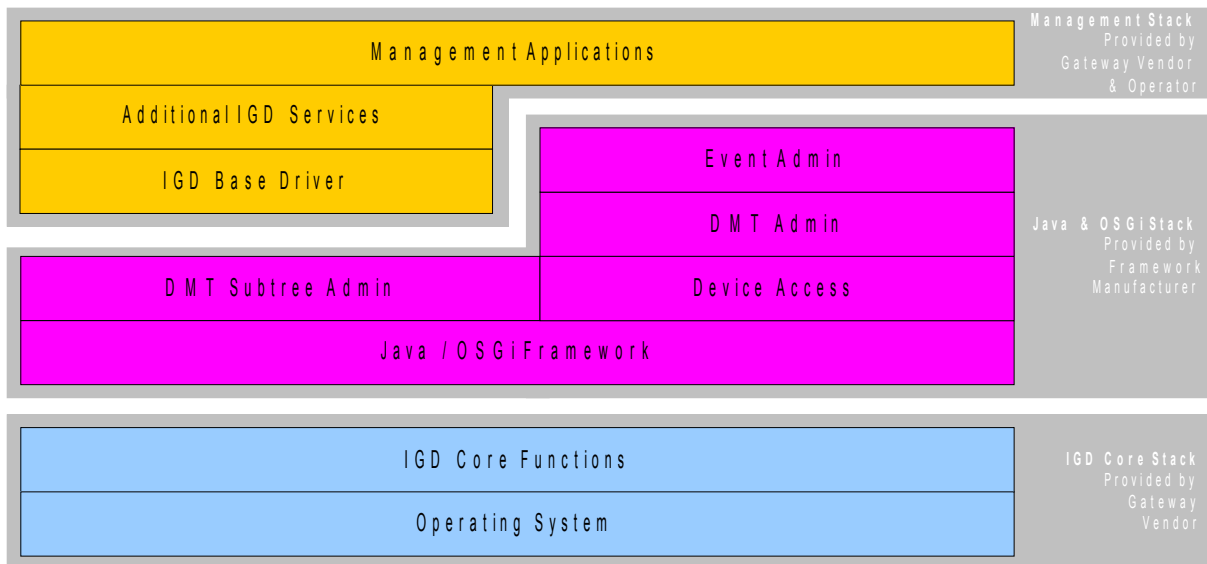 Management Applications
Management Stack
Provided by
Gateway Vendor
& Operator
Additional IGD Services
IGD Base Driver
Event Admin
DMT Admin
Java & OSGi Stack
Provided by
Framework
Manufacturer
DMT Subtree Admin
Device Access
Java / OSGi Framework
IGD Core Functions
IGD Core Stack
Provided by
Gateway
Vendor
Operating System